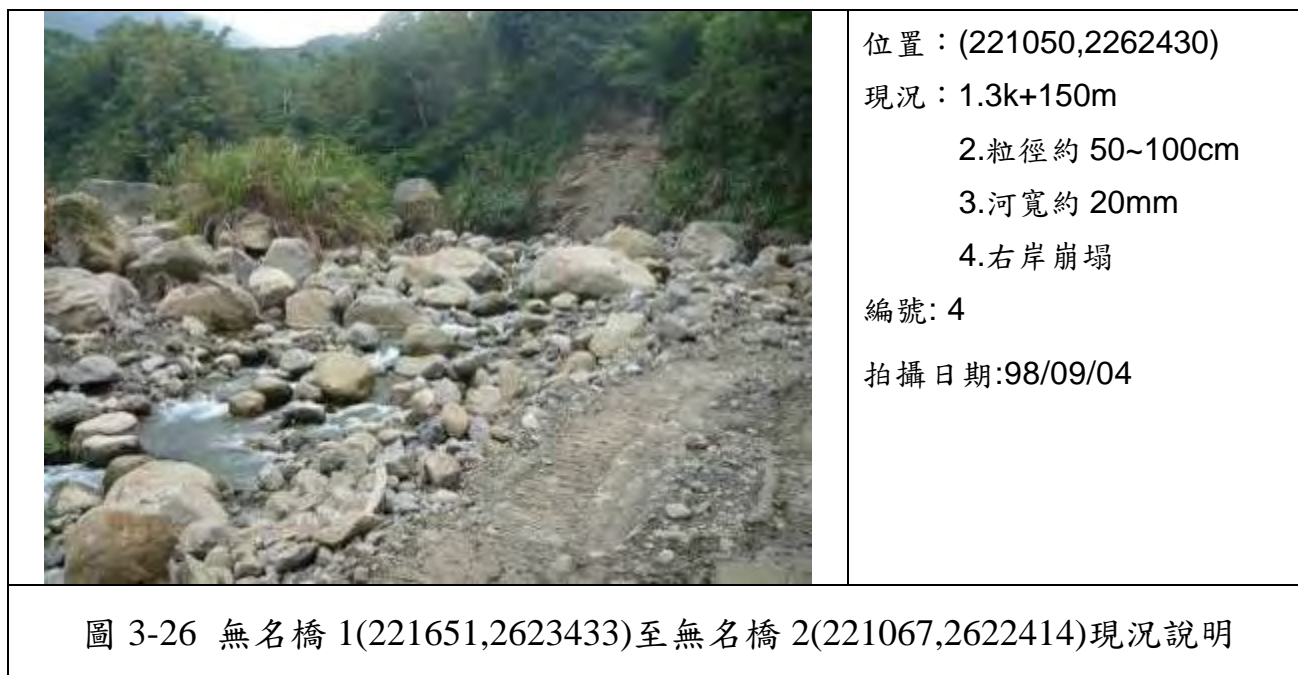 位置：(221050,2262430)
現況：1.3k+150m
2.粒徑約 50~100cm
3.河寬約 20mm
4.右岸崩塌
編號: 4
拍攝日期:98/09/04
圖 3-26 無名橋 1(221651,2623433)至無名橋 2(221067,2622414)現況說明